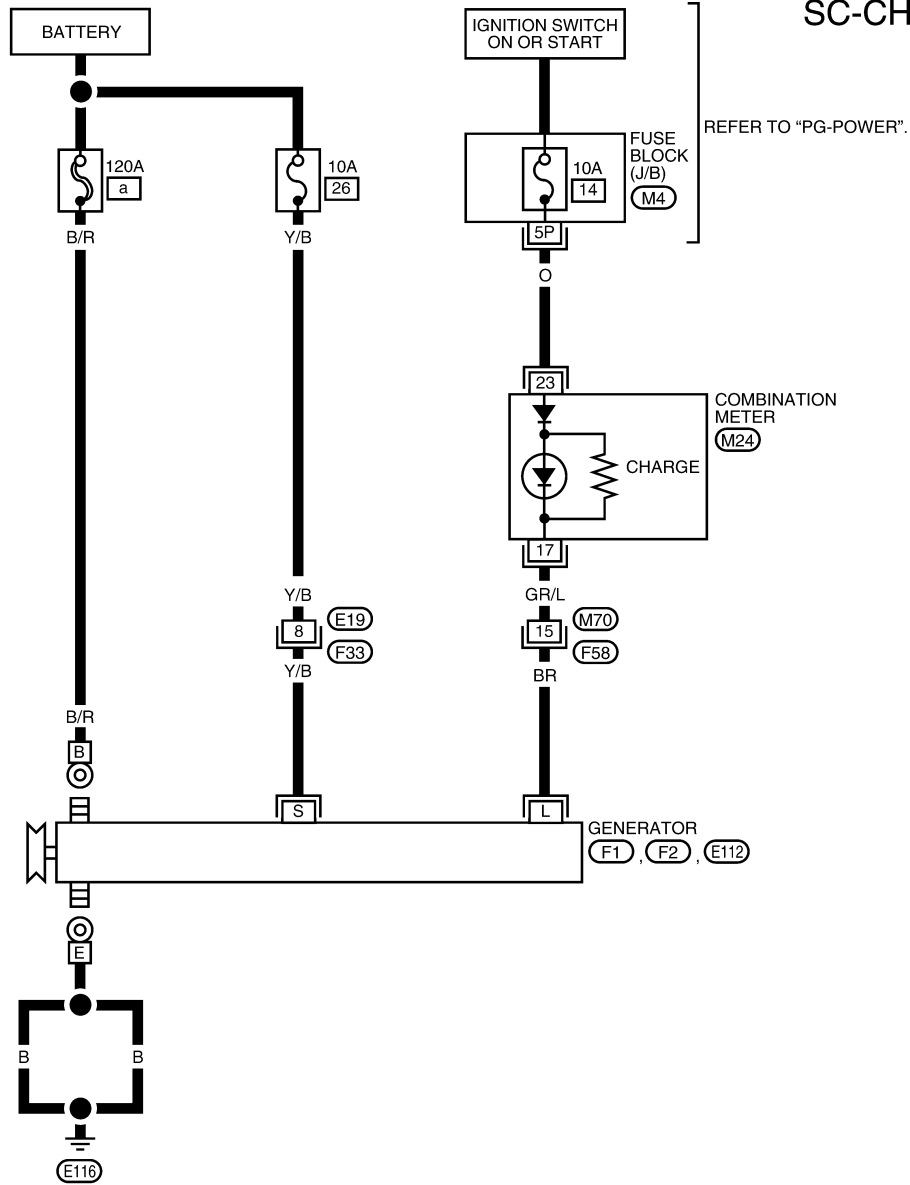 SC-CH
BATTERY
IGNITION SWITCH
ON OR START
REFER TO “PG-POWER”.
120A
a
10A
26
10A
14
FUSE
BLOCK
(J/B)
M4
B/R
Y/B
5P
O
23
COMBINATION
METER
M24
CHARGE
17
Y/B
GR/L
8
E19
F33
15
M70
F58
Y/B
BR
B/R
B
S
L
GENERATOR
F1 , F2 , E112
E
B
B
E116